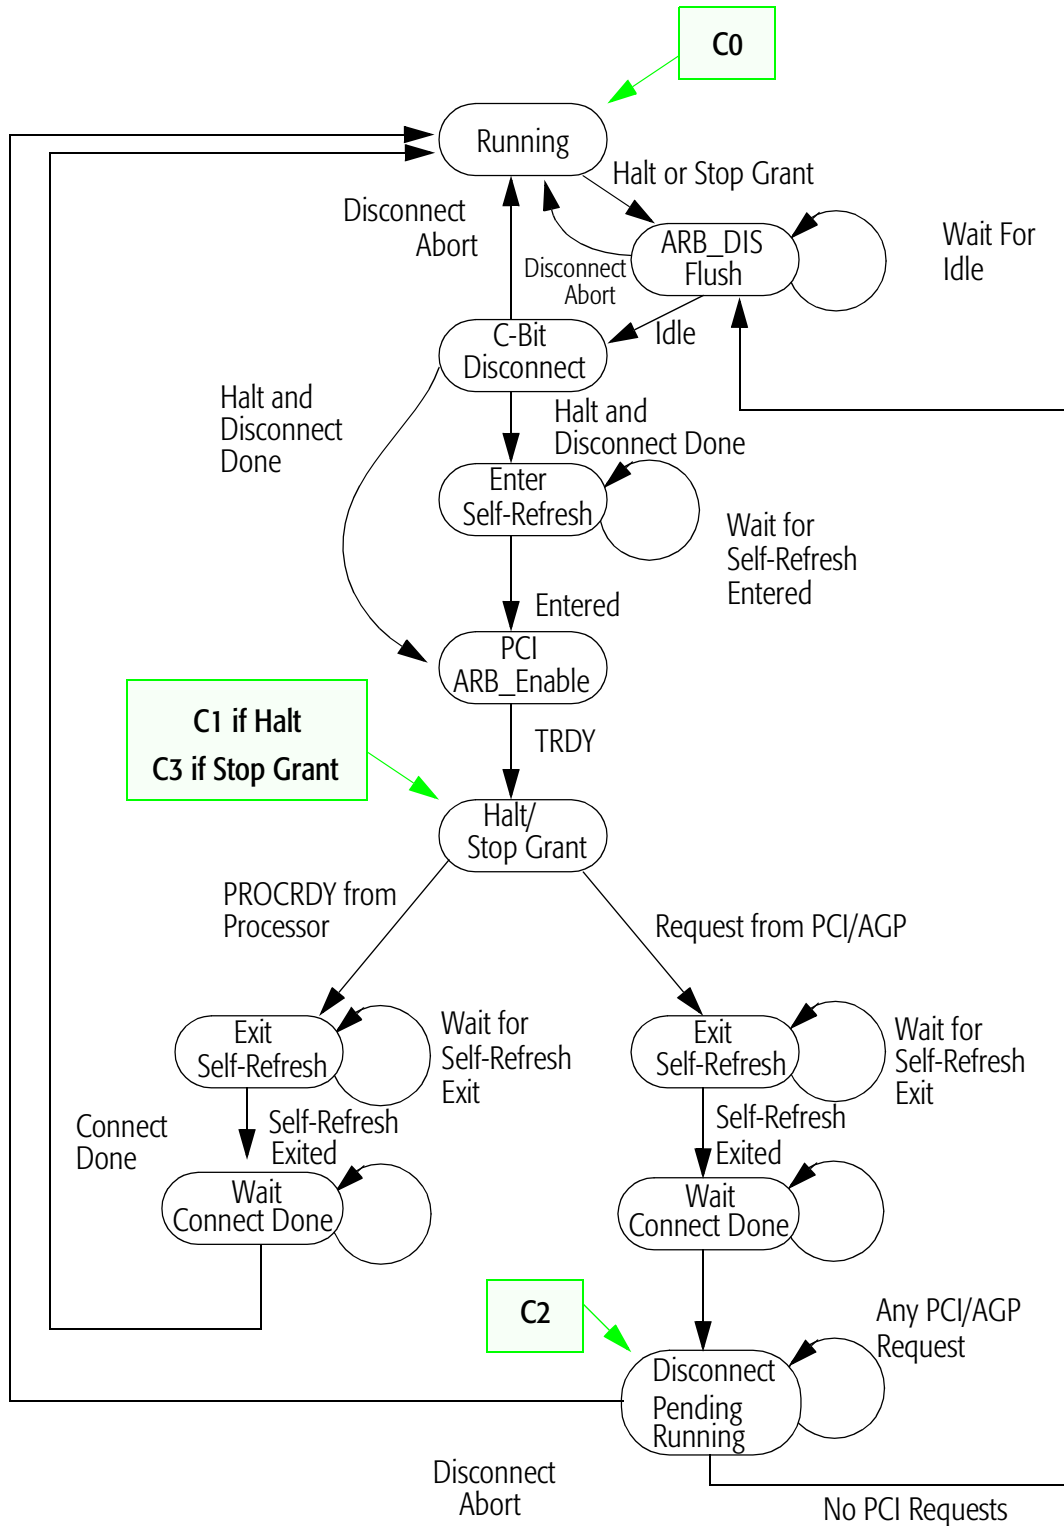 C0
Running
Halt or Stop Grant
Disconnect
Abort
ARB_DIS
Flush
Wait For
Idle
Disconnect
Abort
Idle
C-Bit
Disconnect
Halt and
Disconnect
Done
Halt and
Disconnect Done
Enter
Self-Refresh
Wait for
Self-Refresh
Entered
Entered
PCI
ARB_Enable
C1 if Halt
C3 if Stop Grant
TRDY
Halt/
Stop Grant
PROCRDY from
Processor
Request from PCI/AGP
Exit
Self-Refresh
Wait for
Self-Refresh
Exit
Exit
Self-Refresh
Wait for
Self-Refresh
Exit
Connect
Done
Self-Refresh
Exited
Self-Refresh
Exited
Wait
Connect Done
Wait
Connect Done
C2
Any PCI/AGP
Request
Disconnect
Pending
Running
Disconnect
Abort
No PCI Requests